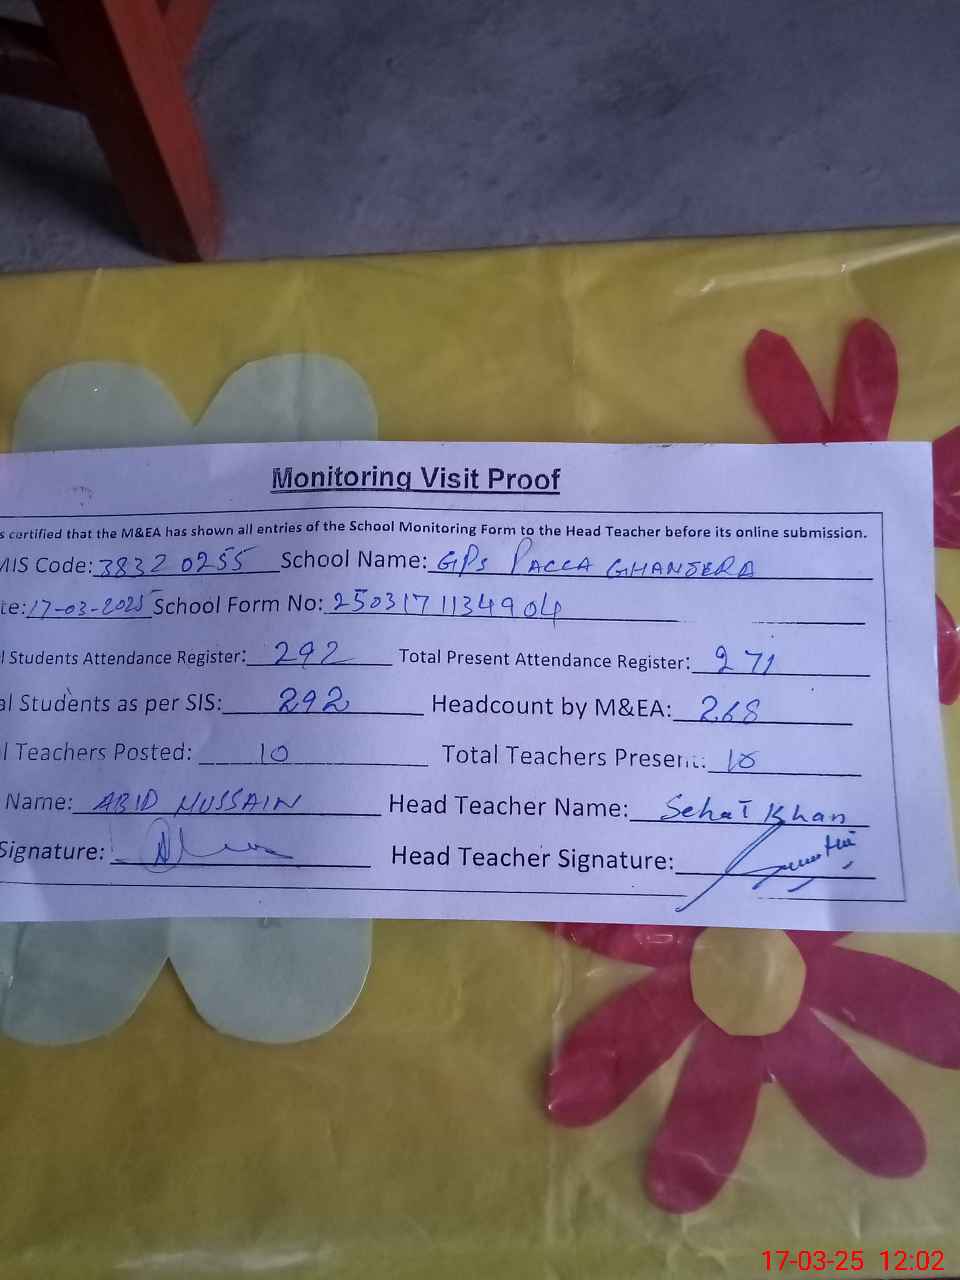 Monitoring Visit Proof
s certified that the M&EA has shown all entries of the School Monitoring Form to the Head Teacher before its online submission.
MIS Code: 3832 0255 School Name: GPS PACCA GHANJERA
te: 17-03-2025 School Form No: 2503171134904
l Students Attendance Register: 292 Total Present Attendance Register: 271
al Students as per SIS: 292 Headcount by M&EA: 268
l Teachers Posted: 10 Total Teachers Present: 10
Name: ABID HUSSAIN Head Teacher Name: Sehat Khan
Signature: Head Teacher Signature:
17-03-25 12:02